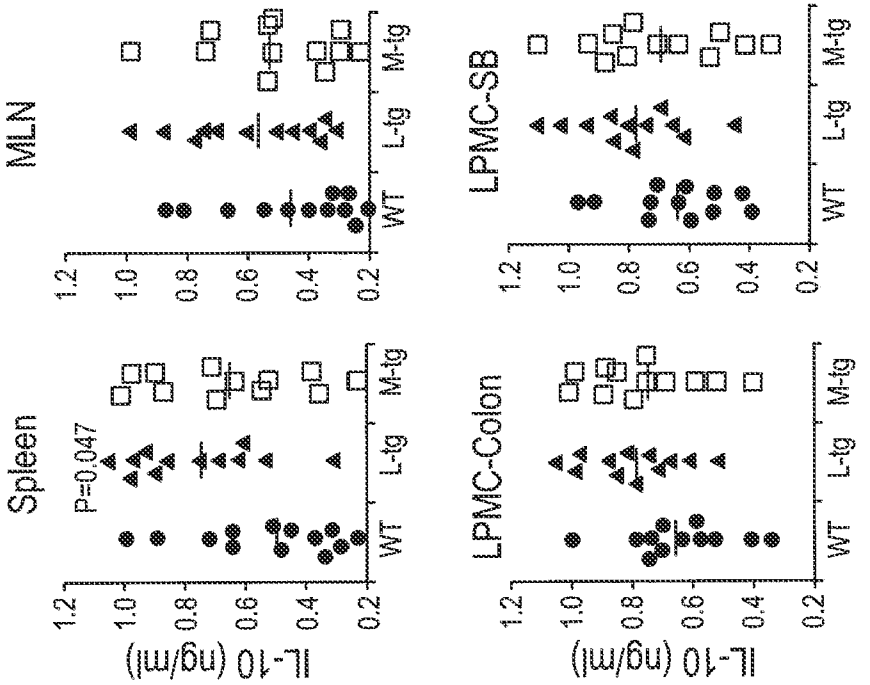 Spleen
MLN
P=0.047
IL-10 (ng/ml)
1.2
1.0
0.8
0.6
0.4
0.2
WT
L-tg
M-tg
1.2
1.0
0.8
0.6
0.4
0.2
WT
L-tg
M-tg
LPMC-Colon
LPMC-SB
IL-10 (ng/ml)
1.2
1.0
0.8
0.6
0.4
0.2
WT
L-tg
M-tg
1.2
1.0
0.8
0.6
0.4
0.2
WT
L-tg
M-tg